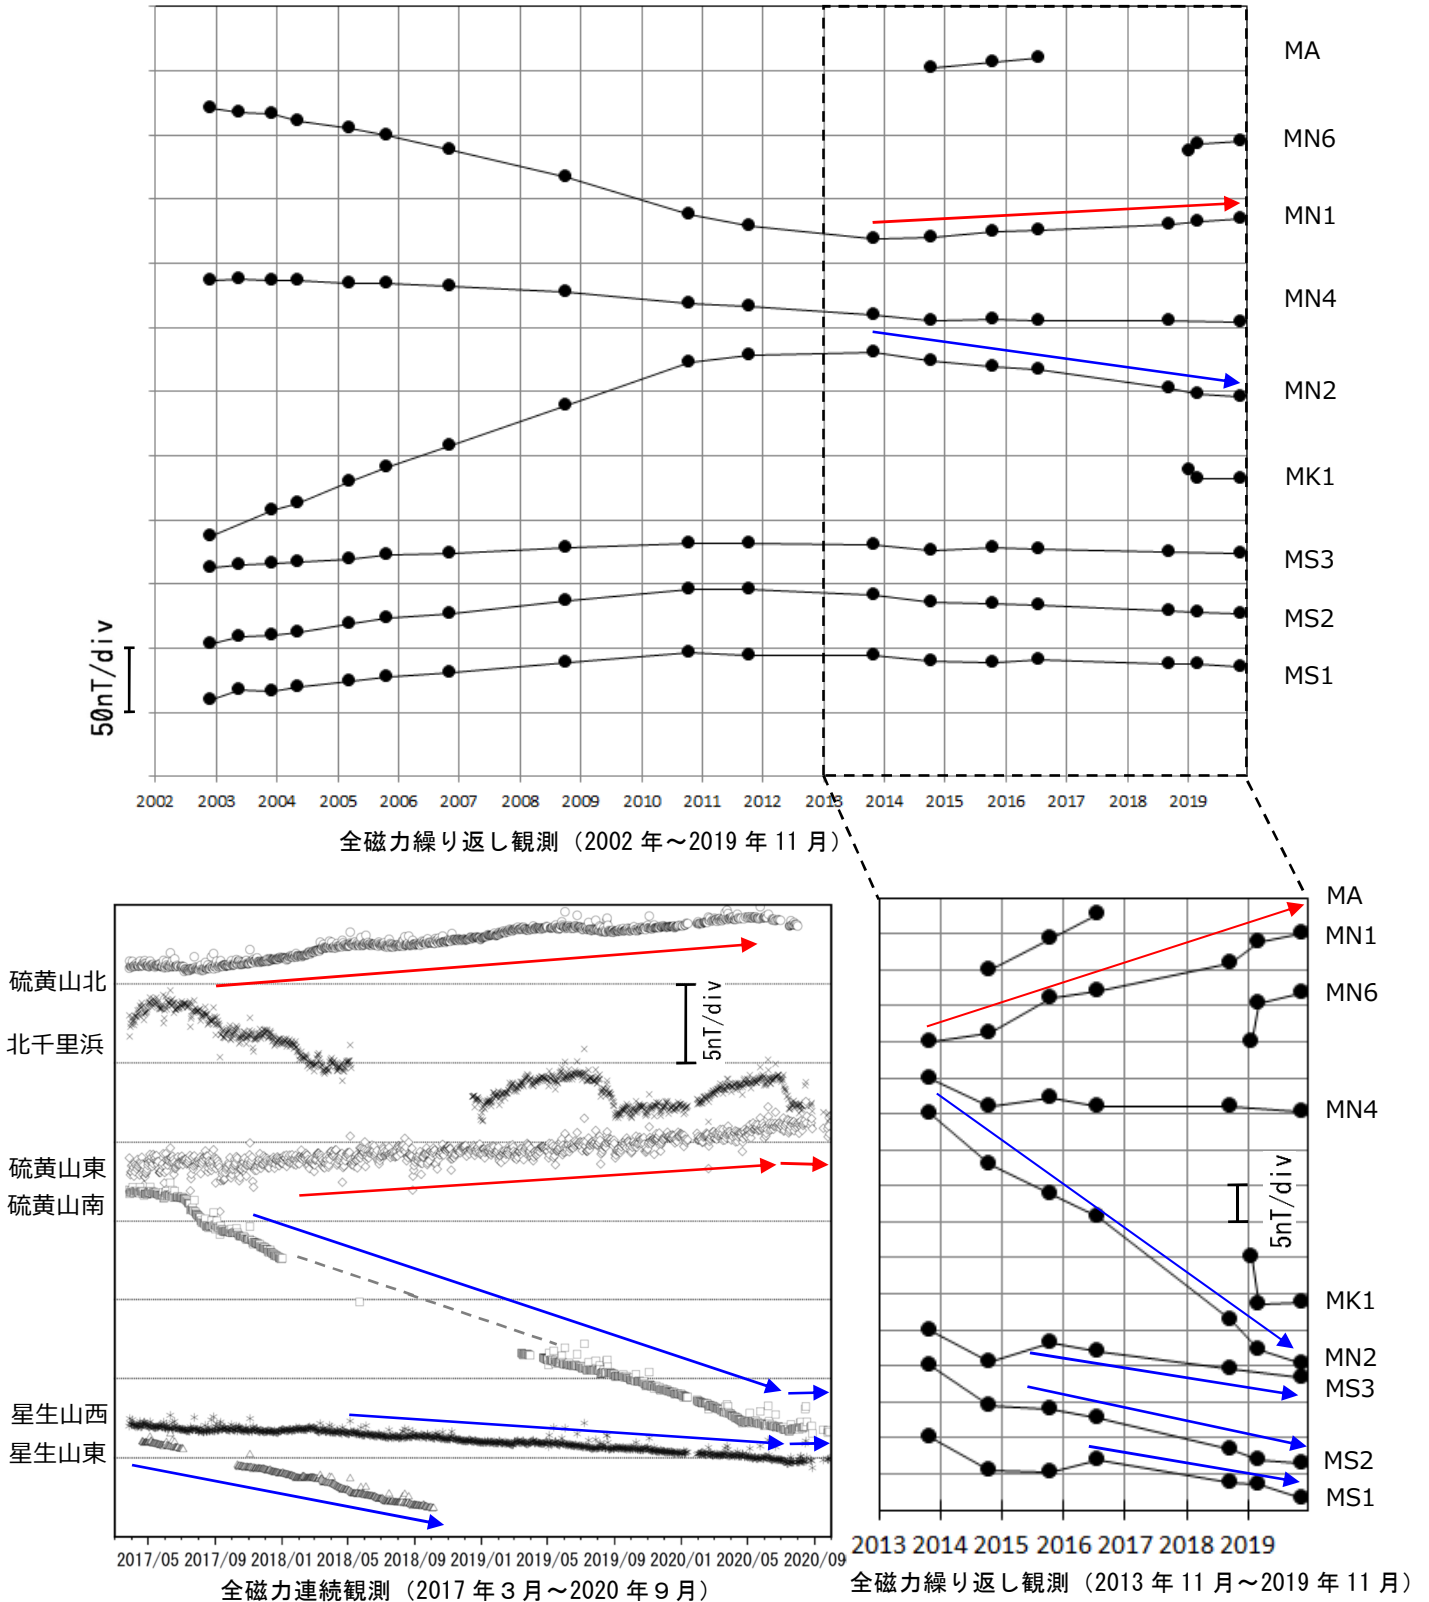 MA
MN6
MN1
MN4
MN2
MK1
MS3
MS2
MS1
50nT/div
2002 2003 2004 2005 2006 2007 2008 2009 2010 2011 2012 2013 2014 2015 2016 2017 2018 2019
全磁力繰り返し観測（2002 年～2019 年 11 月）
硫黄山北
北千里浜
硫黄山東
硫黄山南
星生山西
星生山東
5nT/div
2017/05 2017/09 2018/01 2018/05 2018/09 2019/01 2019/05 2019/09 2020/01 2020/05 2020/09
全磁力連続観測（2017 年３月～2020 年９月）
MA
MN1
MN6
MN4
5nT/div
MK1
MN2
MS3
MS2
MS1
2013 2014 2015 2016 2017 2018 2019
全磁力繰り返し観測（2013 年 11 月～2019 年 11 月）